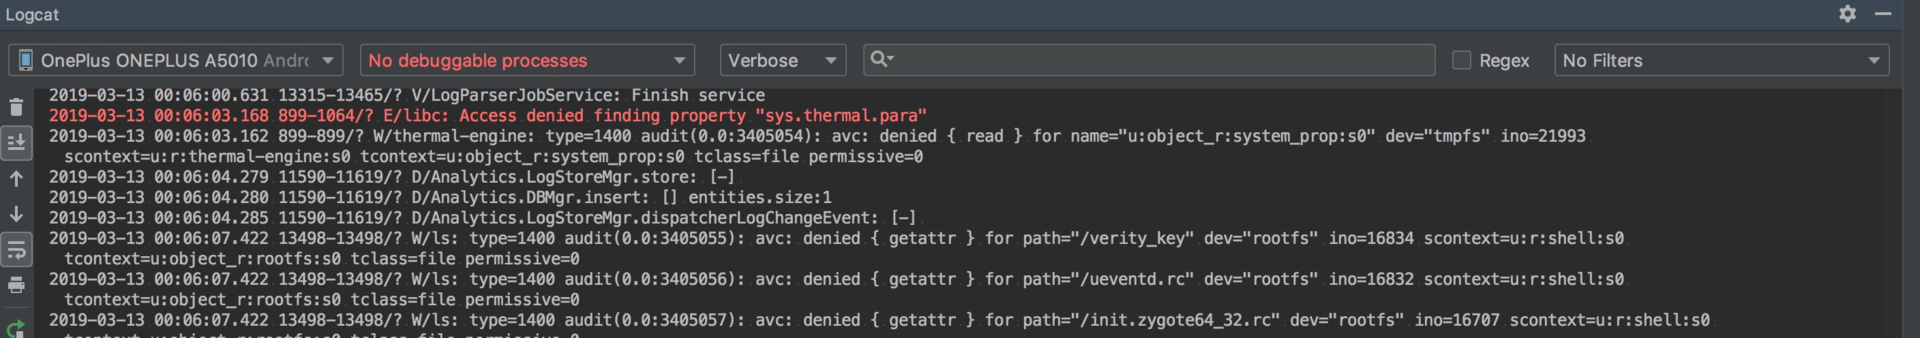 Logcat
OnePlus ONEPLUS A5010 Andr
No debuggable processes
Verbose
Regex
No Filters
2019-03-13 00:06:00.631 13315-13465/? V/LogParserJobService: Finish service
2019-03-13 00:06:03.168 899-1064/? E/libc: Access denied finding property "sys.thermal.para"
2019-03-13 00:06:03.162 899-899/? W/thermal-engine: type=1400 audit(0.0:3405054): avc: denied { read } for name="u:object_r:system_prop:s0" dev="tmpfs" ino=21993
scontext=u:r:thermal-engine:s0 tcontext=u:object_r:system_prop:s0 tclass=file permissive=0
2019-03-13 00:06:04.279 11590-11619/? D/Analytics.LogStoreMgr.store: [-]
2019-03-13 00:06:04.280 11590-11619/? D/Analytics.DBMgr.insert: [] entities.size:1
2019-03-13 00:06:04.285 11590-11619/? D/Analytics.LogStoreMgr.dispatcherLogChangeEvent: [-]
2019-03-13 00:06:07.422 13498-13498/? W/ls: type=1400 audit(0.0:3405055): avc: denied { getattr } for path="/verity_key" dev="rootfs" ino=16834 scontext=u:r:shell:s0
tcontext=u:object_r:rootfs:s0 tclass=file permissive=0
2019-03-13 00:06:07.422 13498-13498/? W/ls: type=1400 audit(0.0:3405056): avc: denied { getattr } for path="/ueventd.rc" dev="rootfs" ino=16832 scontext=u:r:shell:s0
tcontext=u:object_r:rootfs:s0 tclass=file permissive=0
2019-03-13 00:06:07.422 13498-13498/? W/ls: type=1400 audit(0.0:3405057): avc: denied { getattr } for path="/init.zygote64_32.rc" dev="rootfs" ino=16707 scontext=u:r:shell:s0
tcontext=u:object_r:rootfs:s0 tclass=file permissive=0